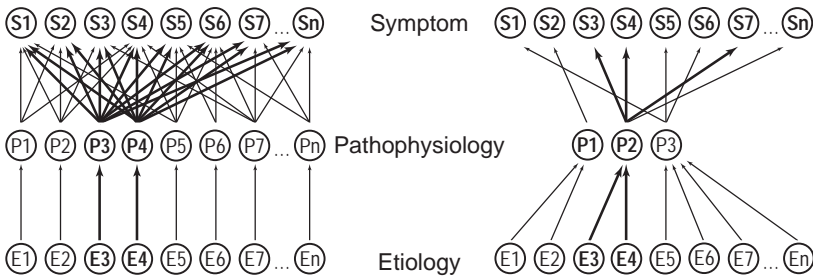 S1 S2 S3 S4 S5 S6 S7 ... Sn Symptom S1 S2 S3 S4 S5 S6 S7 ... Sn
P1 P2 P3 P4 P5 P6 P7 ... Pn Pathophysiology P1 P2 P3
E1 E2 E3 E4 E5 E6 E7 ... En Etiology E1 E2 E3 E4 E5 E6 E7 ... En